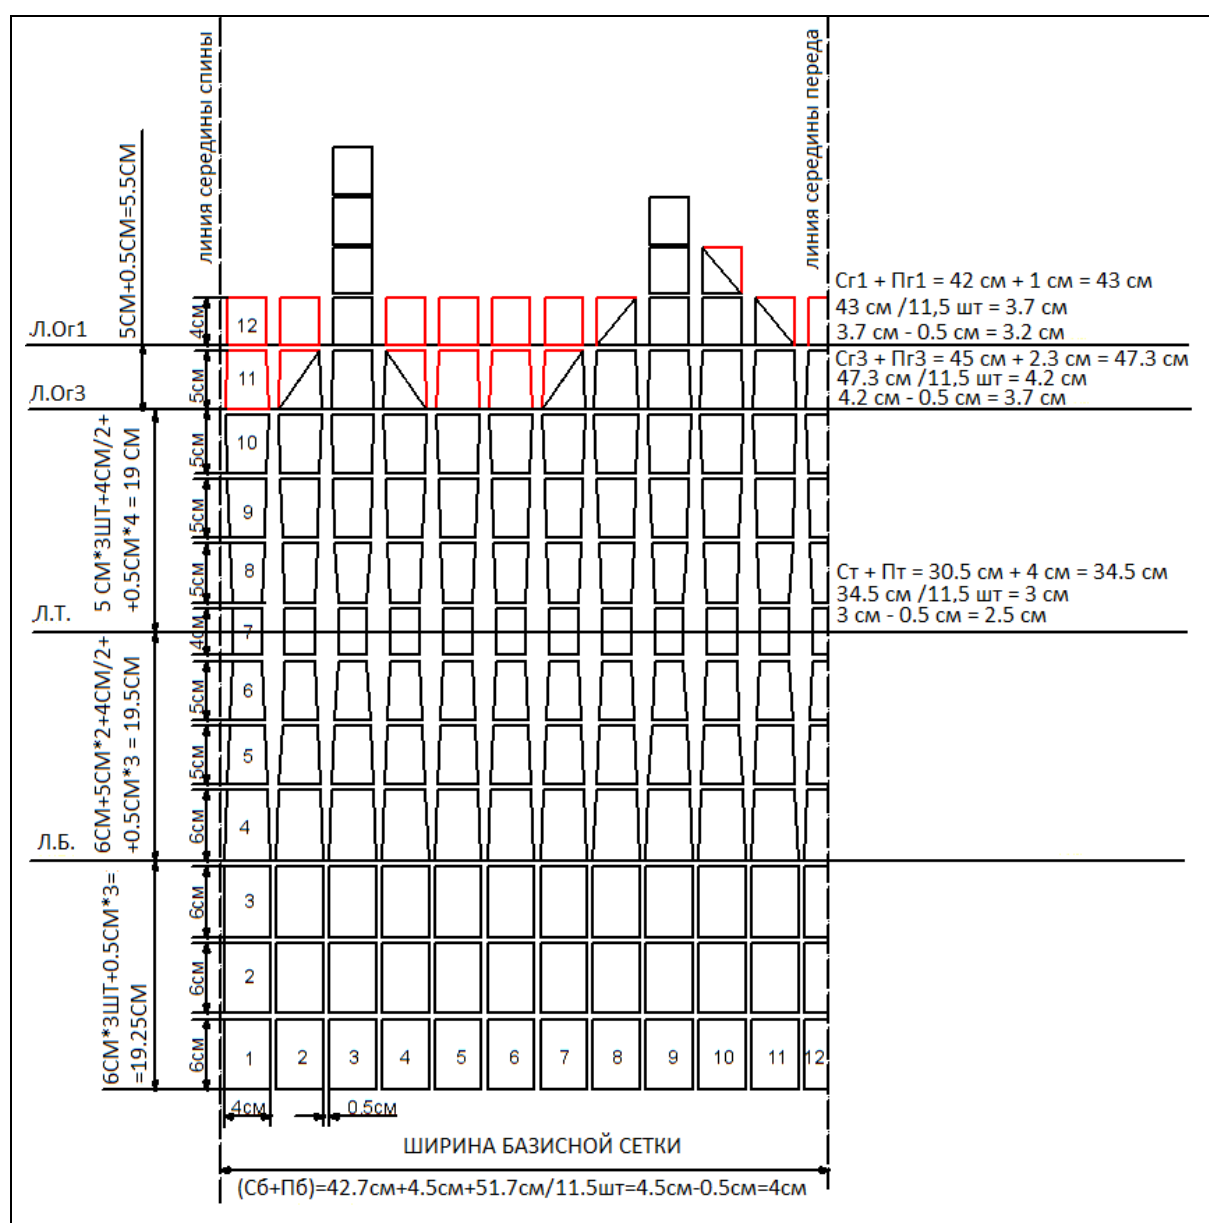 линия середины спины
линия середины переда
5СМ+0.5СМ=5.5СМ
Л.Ог1
4см
12
Сг1 + Пг1 = 42 см + 1 см = 43 см
43 см /11,5 шт = 3.7 см
3.7 см - 0.5 см = 3.2 см
Л.Ог3
5см
11
Сг3 + Пг3 = 45 см + 2.3 см = 47.3 см
47.3 см /11,5 шт = 4.2 см
4.2 см - 0.5 см = 3.7 см
5 СМ*3ШТ+4СМ/2+
+0.5СМ*4 = 19 СМ
5см
10
5см
9
5см
8
Ст + Пт = 30.5 см + 4 см = 34.5 см
34.5 см /11,5 шт = 3 см
3 см - 0.5 см = 2.5 см
Л.Т.
4см
7
6СМ+5СМ*2+4СМ/2+
+0.5СМ*3 = 19.5СМ
5см
6
5см
5
6см
4
Л.Б.
6СМ*3ШТ+0.5СМ*3=
=19.25СМ
6см
3
6см
2
6см
1 2 3 4 5 6 7 8 9 10 11 12
4см
0.5см
ШИРИНА БАЗИСНОЙ СЕТКИ
(Сб+Пб)=42.7см+4.5см+51.7см/11.5шт=4.5см-0.5см=4см